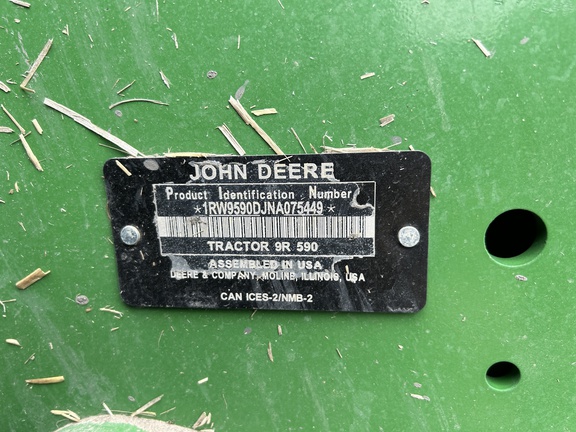 JOHN DEERE
Product Identification Number
*1RW9590DJNA075449*
TRACTOR 9R 590
ASSEMBLED IN USA
DEERE & COMPANY, MOLINE, ILLINOIS, USA
CAN ICES-2/NMB-2